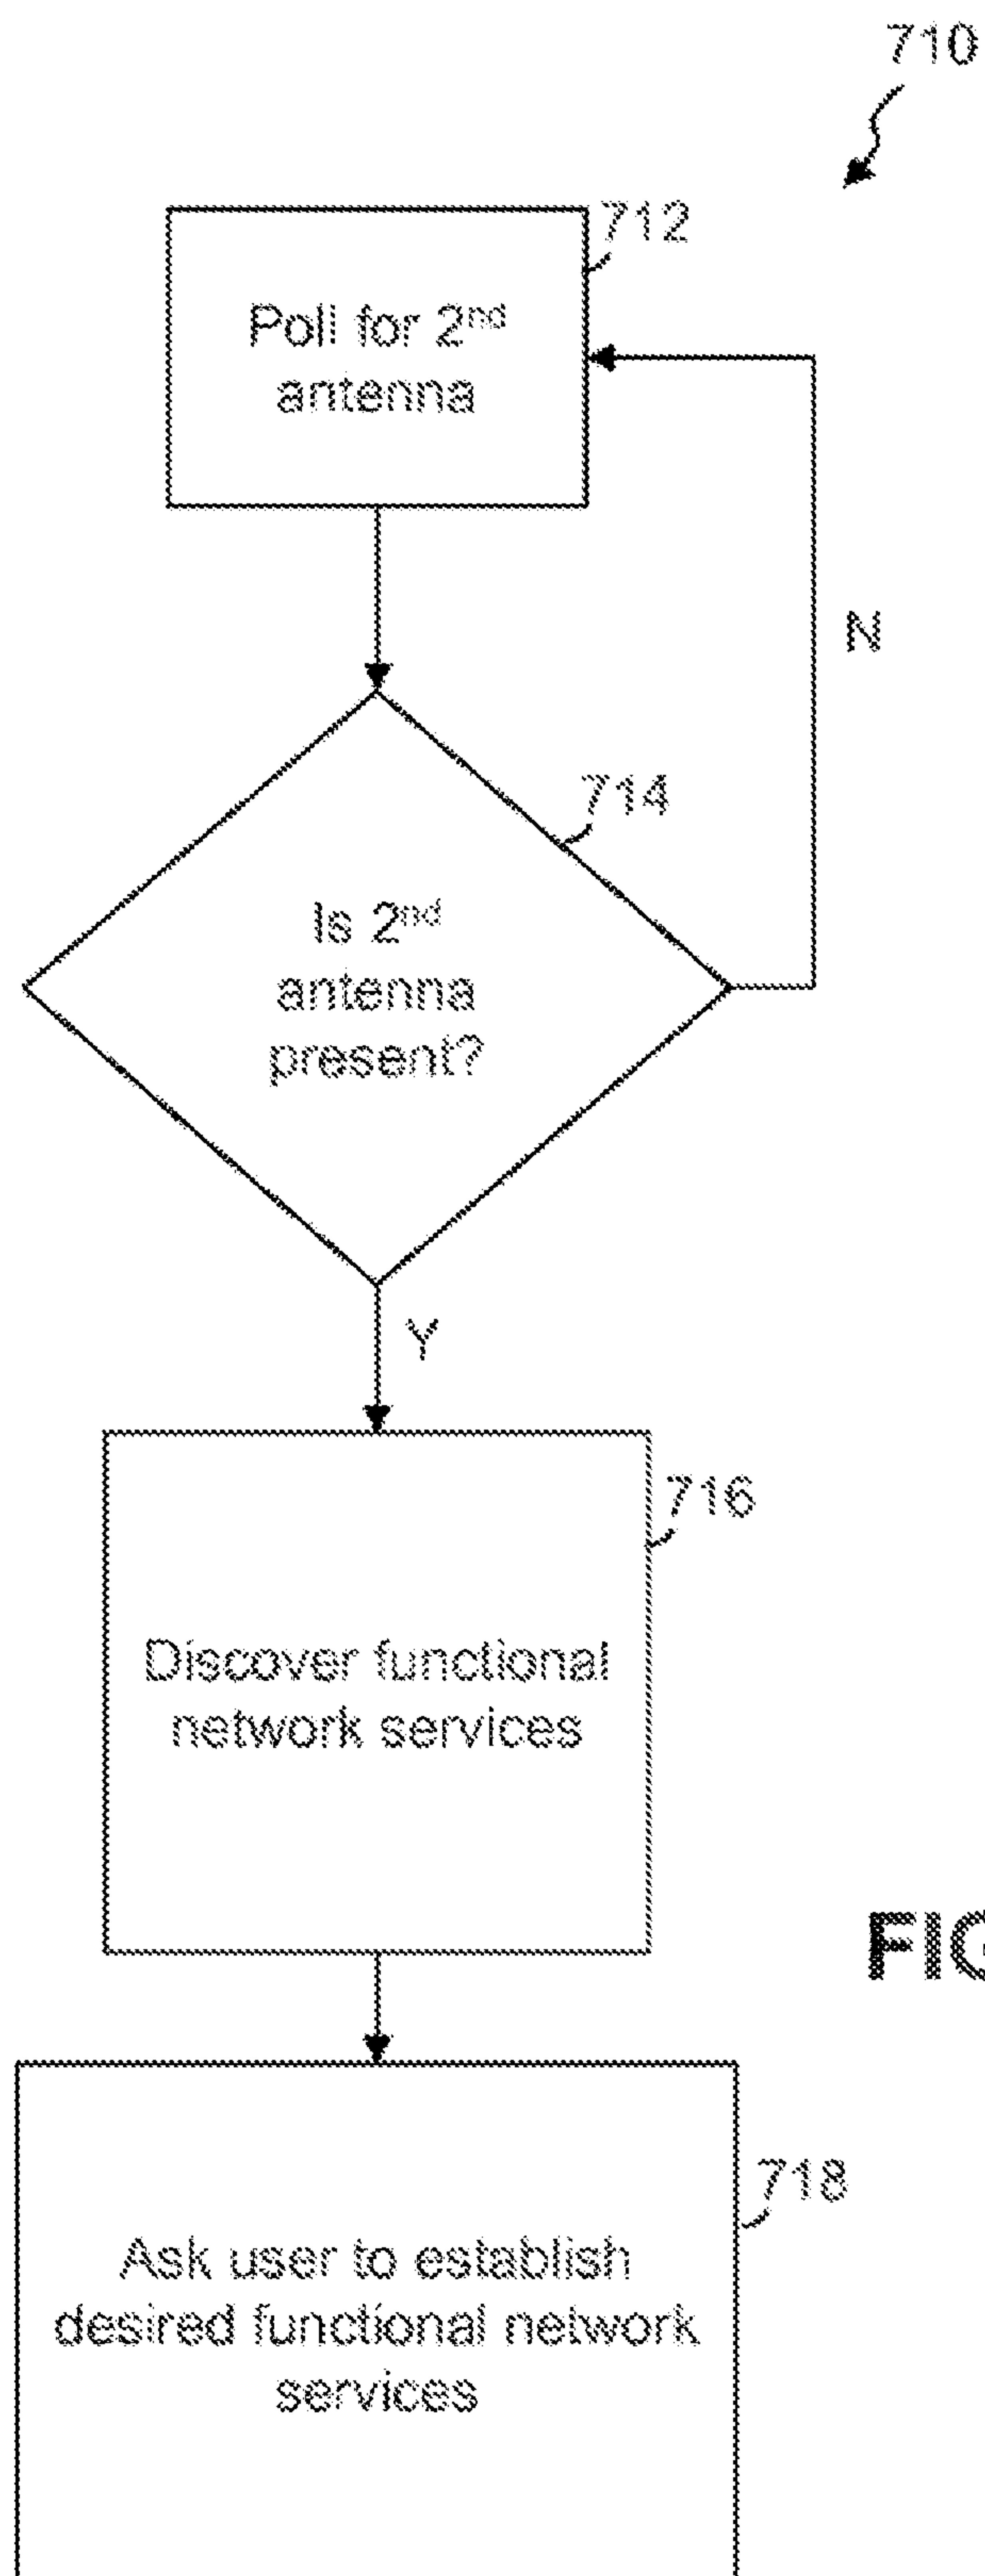 710
712
Poll for 2nd
antenna
N
714
Is 2nd
antenna
present?
Y
716
Discover functional
network services
FIG
718
Ask user to establish
desired functional network
services